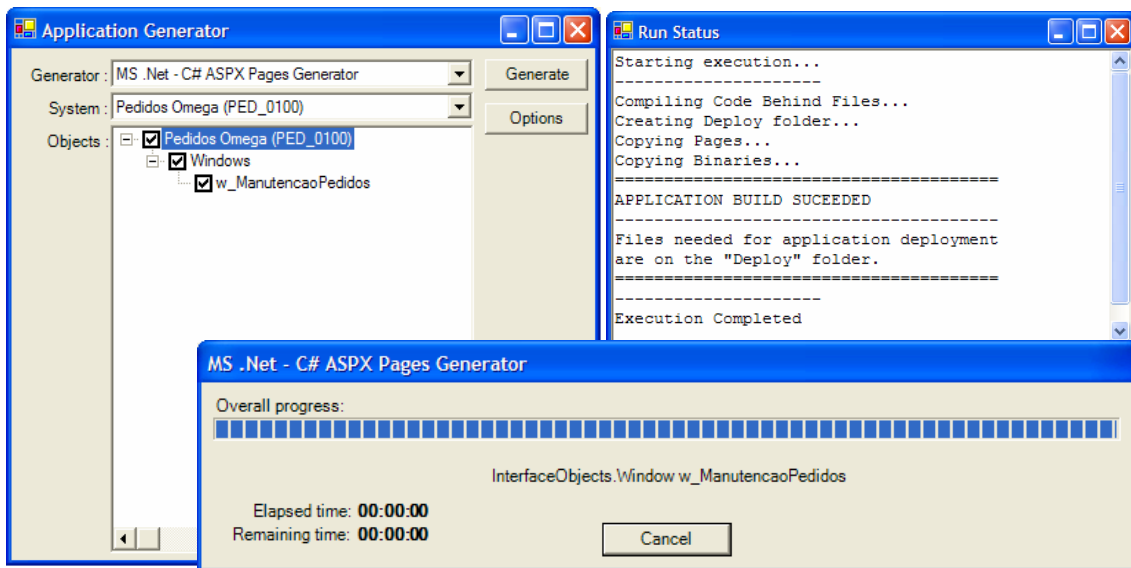 Application Generator
Generator : MS .Net - C# ASPX Pages Generator
Generate
System : Pedidos Omega (PED_0100)
Options
Objects : Pedidos Omega (PED_0100)
Windows
w_ManutencaoPedidos
Run Status
Starting execution...
---------------------
Compiling Code Behind Files...
Creating Deploy folder...
Copying Pages...
Copying Binaries...
=======================================
APPLICATION BUILD SUCEEDED
---------------------------------------
Files needed for application deployment
are on the "Deploy" folder.
=======================================
---------------------
Execution Completed
MS .Net - C# ASPX Pages Generator
Overall progress:
InterfaceObjects.Window w_ManutencaoPedidos
Elapsed time: 00:00:00
Remaining time: 00:00:00
Cancel